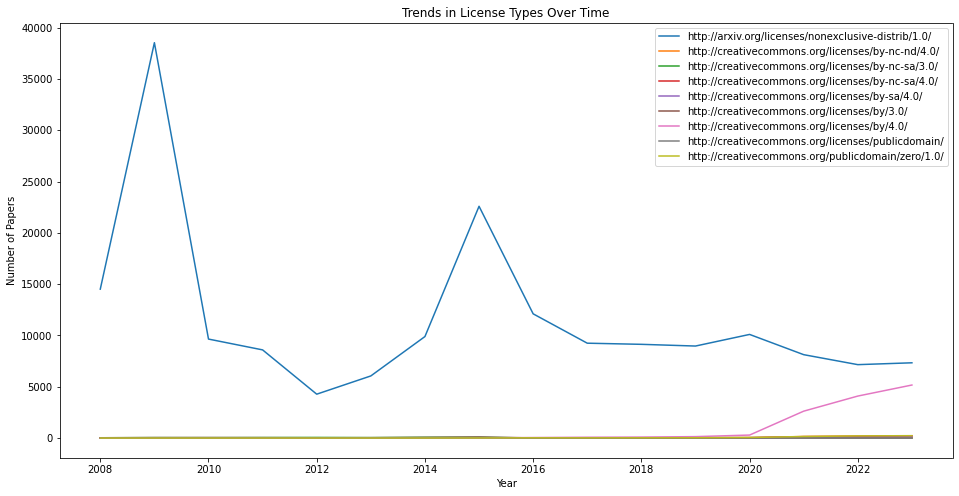 Trends in License Types Over Time
40000
35000
30000
25000
20000
15000
10000
5000
0
Number of Papers
http://arxiv.org/licenses/nonexclusive-distrib/1.0/
http://creativecommons.org/licenses/by-nc-nd/4.0/
http://creativecommons.org/licenses/by-nc-sa/3.0/
http://creativecommons.org/licenses/by-nc-sa/4.0/
http://creativecommons.org/licenses/by-sa/4.0/
http://creativecommons.org/licenses/by/3.0/
http://creativecommons.org/licenses/by/4.0/
http://creativecommons.org/licenses/publicdomain/
http://creativecommons.org/publicdomain/zero/1.0/
2008 2010 2012 2014 2016 2018 2020 2022
Year